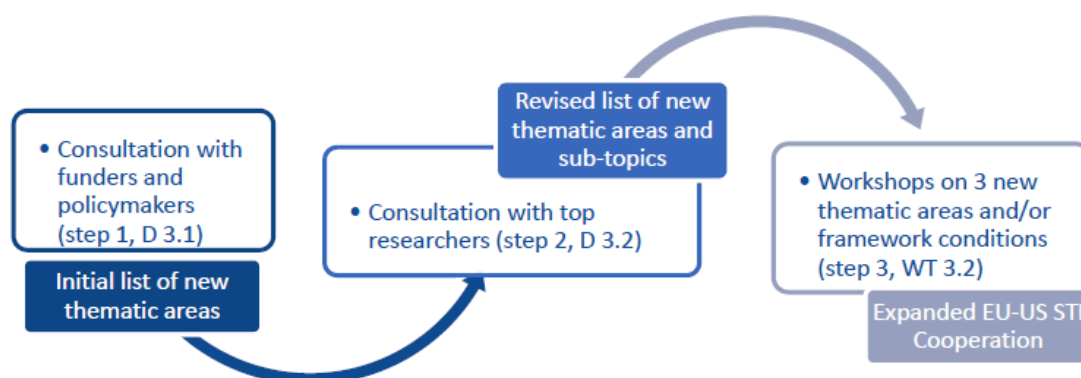 • Consultation with
funders and
policymakers
(step 1, D 3.1)
Initial list of new
thematic areas
• Consultation with top
researchers (step 2, D 3.2)
Revised list of new
thematic areas and
sub-topics
• Workshops on 3 new
thematic areas and/or
framework conditions
(step 3, WT 3.2)
Expanded EU-US
Cooperation